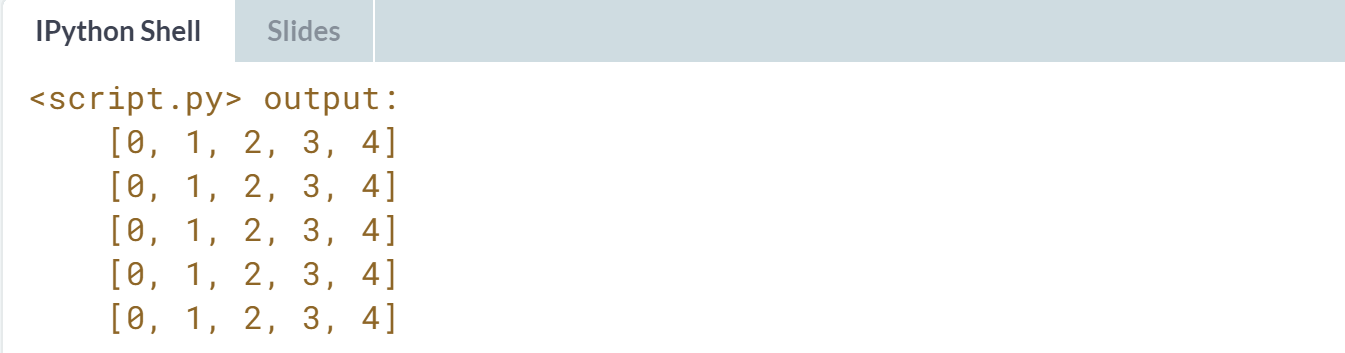 IPython Shell Slides
<script.py> output:
[0, 1, 2, 3, 4]
[0, 1, 2, 3, 4]
[0, 1, 2, 3, 4]
[0, 1, 2, 3, 4]
[0, 1, 2, 3, 4]